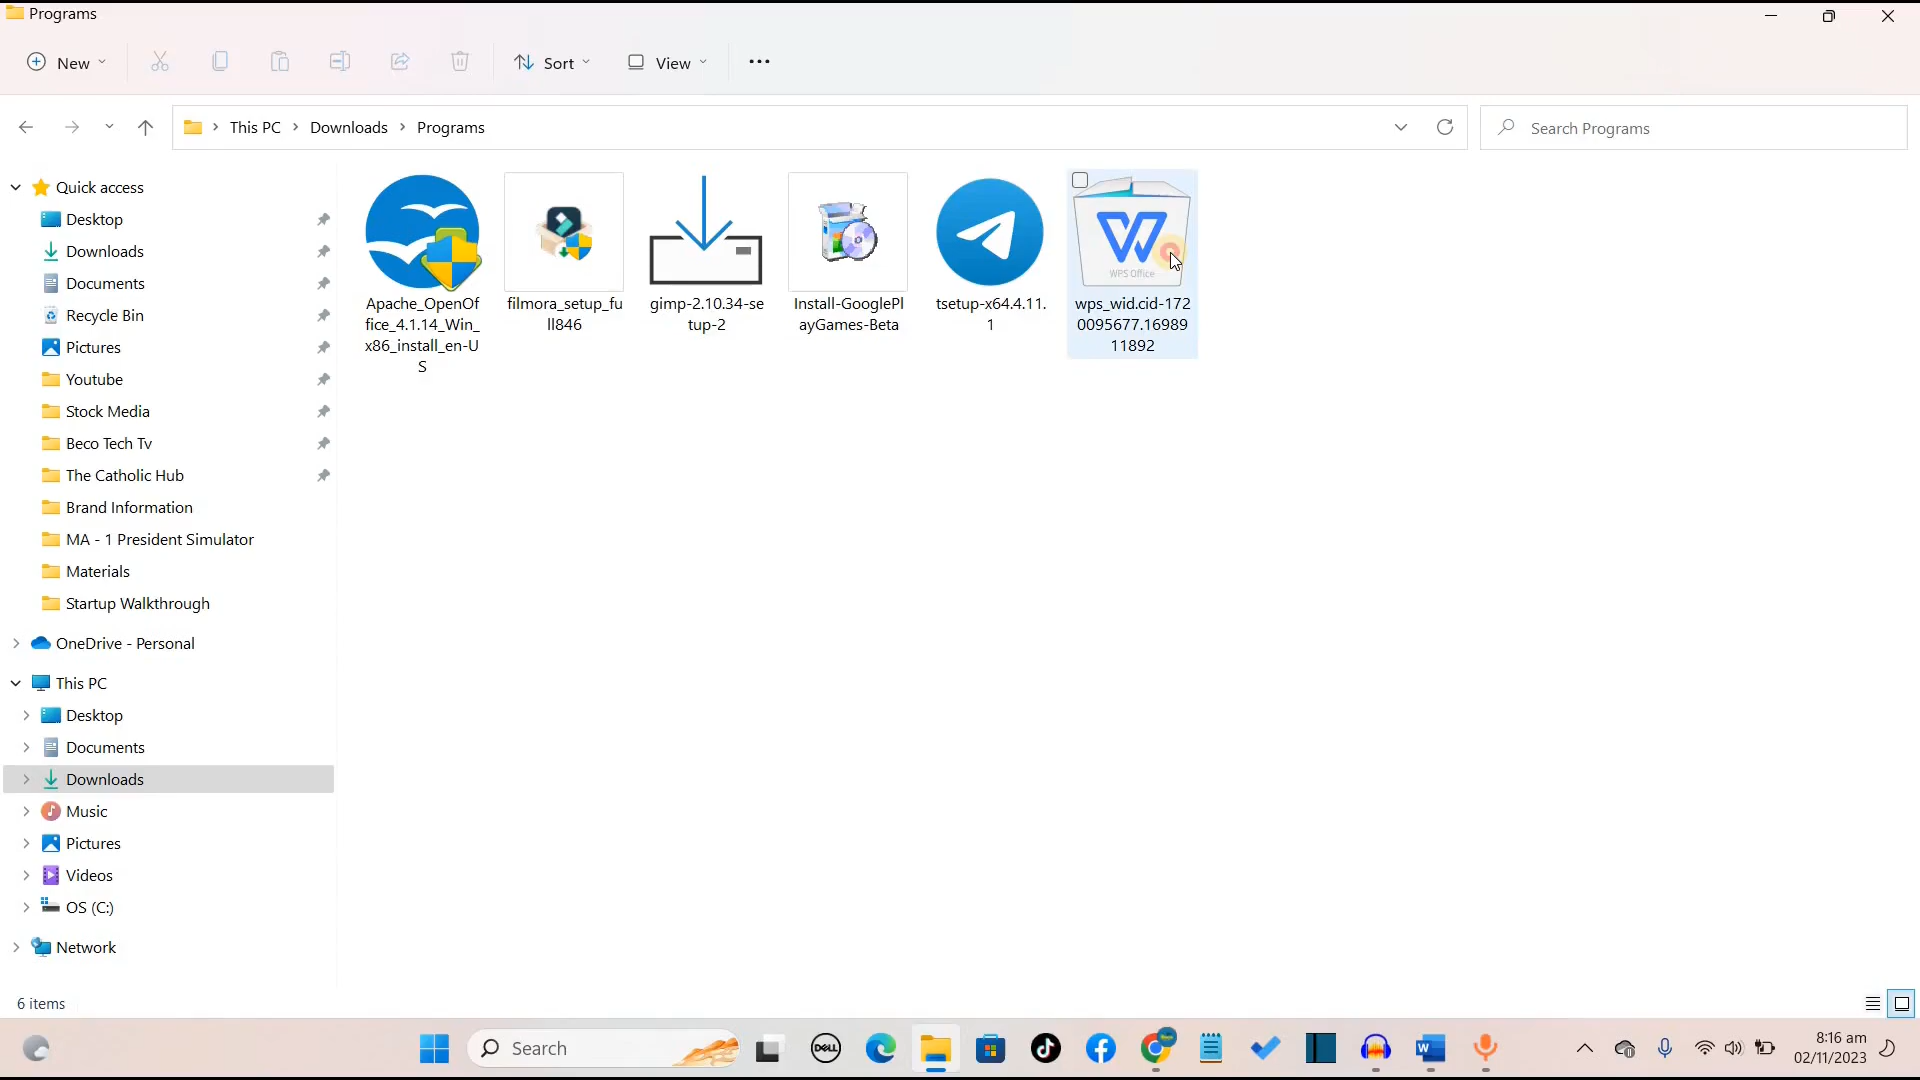 Programs
New
Sort
View
This PC
Downloads
Programs
Search Programs
Quick access
Desktop
Downloads
Documents
Recycle Bin
Pictures
Youtube
Stock Media
Beco Tech Tv
The Catholic Hub
Brand Information
MA - 1 President Simulator
Materials
Startup Walkthrough
OneDrive - Personal
This PC
Desktop
Documents
Downloads
Music
Pictures
Videos
OS (C:)
Network
Apache_OpenOf
fice_4.1.14_Win_
x86_install_en-U
S
filmora_setup_fu
ll846
gimp-2.10.34-se
tup-2
Install-GooglePl
ayGames-Beta
tsetup-x64.4.11.
1
WPS Office
wps_wid.cid-172
0095677.16989
11892
6 items
Search
DELL
8:16 am
02/11/2023